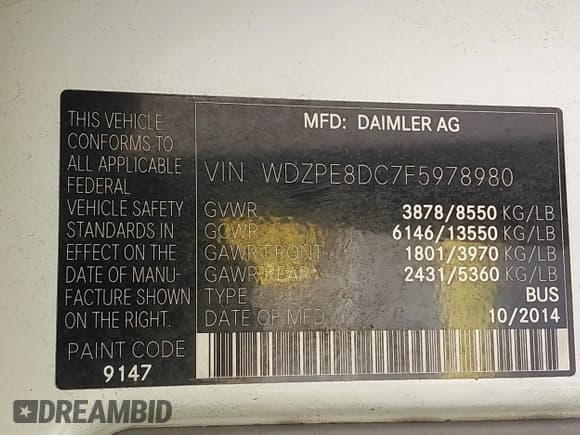 THIS VEHICLE
CONFORMS TO
ALL APPLICABLE
FEDERAL
VEHICLE SAFETY
STANDARDS IN
EFFECT ON THE
DATE OF MANU-
FACTURE SHOWN
ON THE RIGHT.
PAINT CODE
9147
MFD: DAIMLER AG
VIN: WDZPE8DC7F5978980
GVWR 3878/8550 KG/LB
GCWR 6146/13550 KG/LB
GAWR FRONT 1801/3970 KG/LB
GAWR REAR 2431/5360 KG/LB
TYPE BUS
DATE OF MFD. 10/2014
DREAMBID